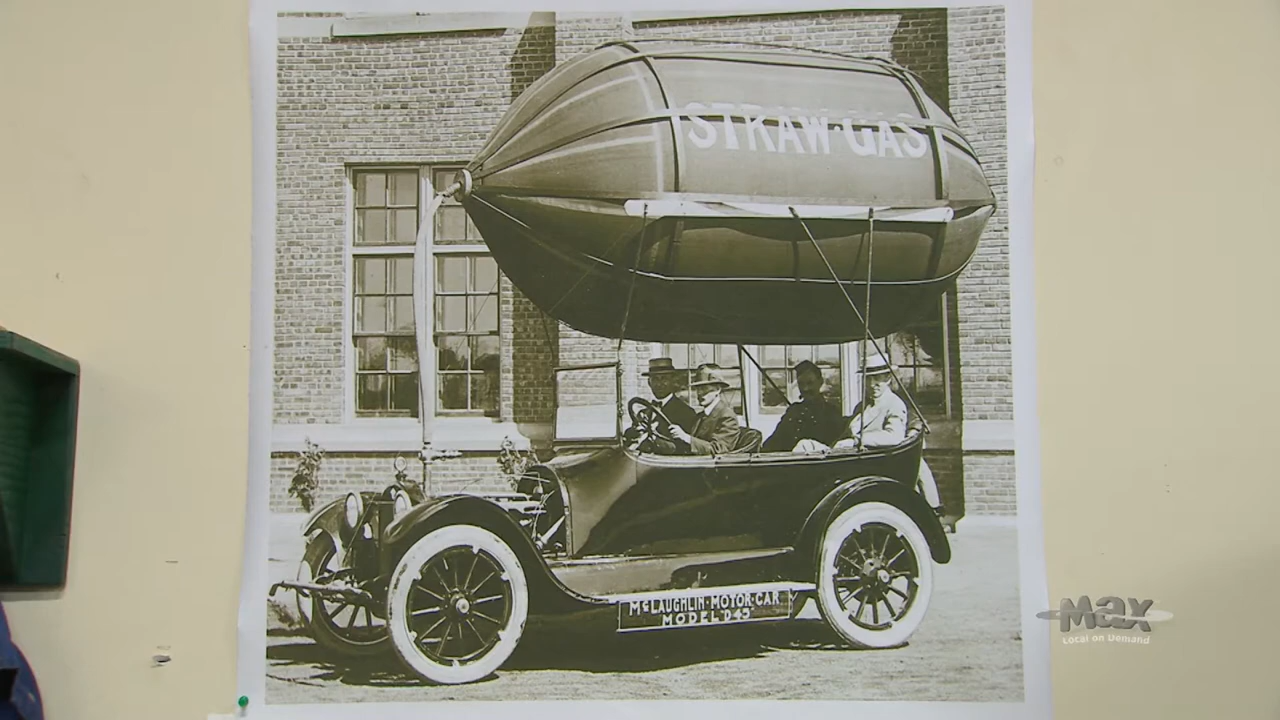 STRAW-GAS
McLAUGHLIN-MOTOR-CAR
MODEL "D45"
Max
Local on Demand